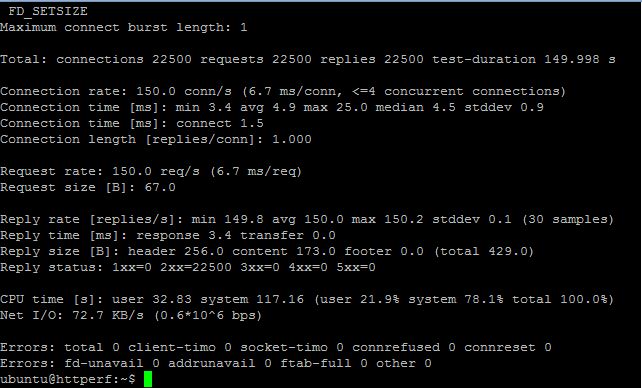 FD_SETSIZE
Maximum connect burst length: 1
Total: connections 22500 requests 22500 replies 22500 test-duration 149.998 s
Connection rate: 150.0 conn/s (6.7 ms/conn, <=4 concurrent connections)
Connection time [ms]: min 3.4 avg 4.9 max 25.0 median 4.5 stddev 0.9
Connection time [ms]: connect 1.5
Connection length [replies/conn]: 1.000
Request rate: 150.0 req/s (6.7 ms/req)
Request size [B]: 67.0
Reply rate [replies/s]: min 149.8 avg 150.0 max 150.2 stddev 0.1 (30 samples)
Reply time [ms]: response 3.4 transfer 0.0
Reply size [B]: header 256.0 content 173.0 footer 0.0 (total 429.0)
Reply status: 1xx=0 2xx=22500 3xx=0 4xx=0 5xx=0
CPU time [s]: user 32.83 system 117.16 (user 21.9% system 78.1% total 100.0%)
Net I/O: 72.7 KB/s (0.6*10^6 bps)
Errors: total 0 client-timo 0 socket-timo 0 connrefused 0 connreset 0
Errors: fd-unavail 0 addrunavail 0 ftab-full 0 other 0
ubuntu@httperf:~$